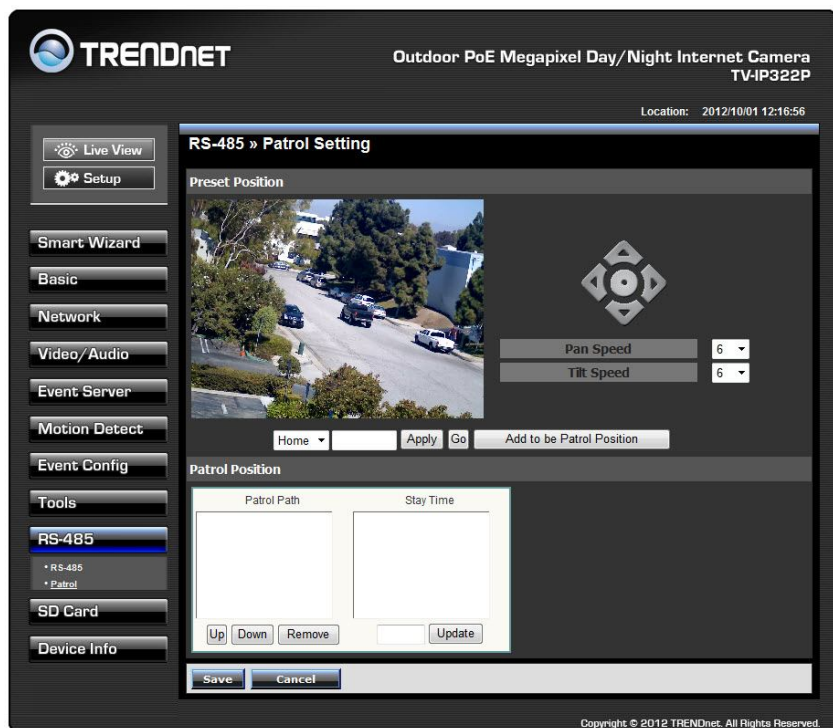 TRENDNET
Outdoor PoE Megapixel Day/Night Internet Camera
TV-IP322P
Location: 2012/10/01 12:16:56
Live View
Setup
Smart Wizard
Basic
Network
Video/Audio
Event Server
Motion Detect
Event Config
Tools
RS-485
• RS-485
• Patrol
SD Card
Device Info
RS-485 » Patrol Setting
Preset Position
Pan Speed 6
Tilt Speed 6
Home Apply Go Add to be Patrol Position
Patrol Position
Patrol Path Stay Time
Up Down Remove Update
Save Cancel
Copyright © 2012 TRENDnet. All Rights Reserved.